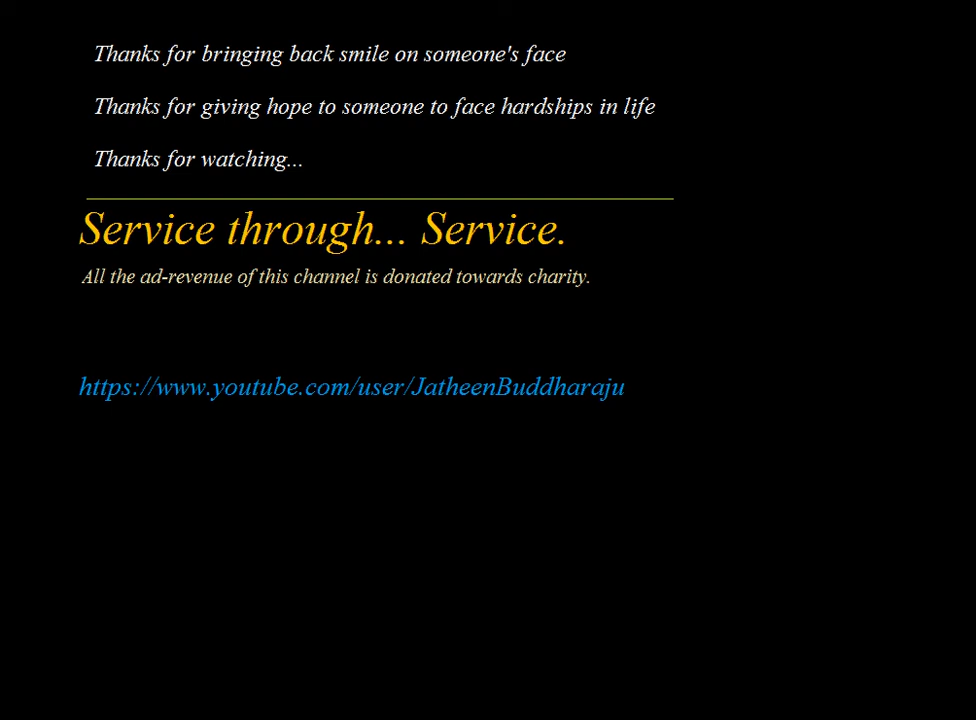 Thanks for bringing back smile on someone's face
Thanks for giving hope to someone to face hardships in life
Thanks for watching...
Service through... Service.
All the ad-revenue of this channel is donated towards charity.
https://www.youtube.com/user/JatheenBuddharaju